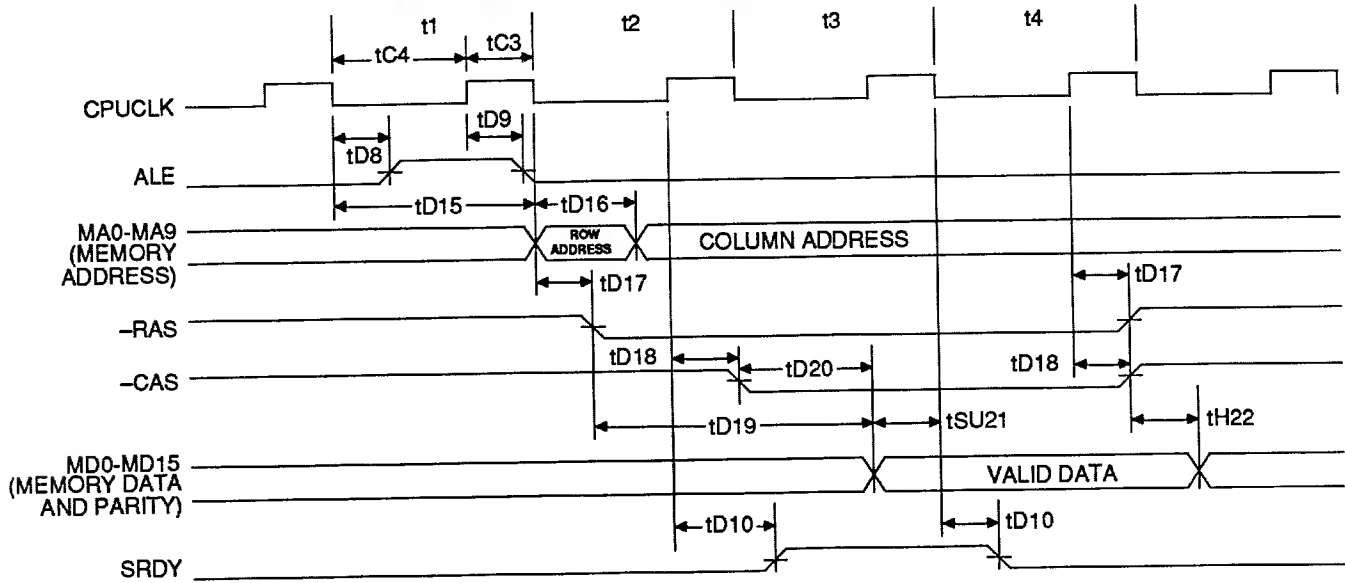 t1 t2 t3 t4
tC4 tC3
CPUCLK
tD8 tD9
ALE
tD15 tD16
MA0-MA9
(MEMORY
ADDRESS)
ROW
ADDRESS
COLUMN ADDRESS
tD17 tD17
–RAS
tD18 tD20 tD18
–CAS
tD19 tSU21 tH22
MD0-MD15
(MEMORY DATA
AND PARITY)
VALID DATA
tD10 tD10
SRDY